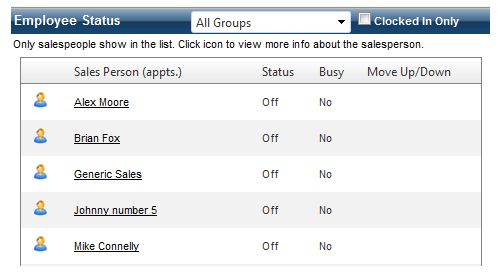 Employee Status All Groups Clocked In Only
Only salespeople show in the list. Click icon to view more info about the salesperson.
Sales Person (appts.) Status Busy Move Up/Down
Alex Moore Off No
Brian Fox Off No
Generic Sales Off No
Johnny number 5 Off No
Mike Connelly Off No